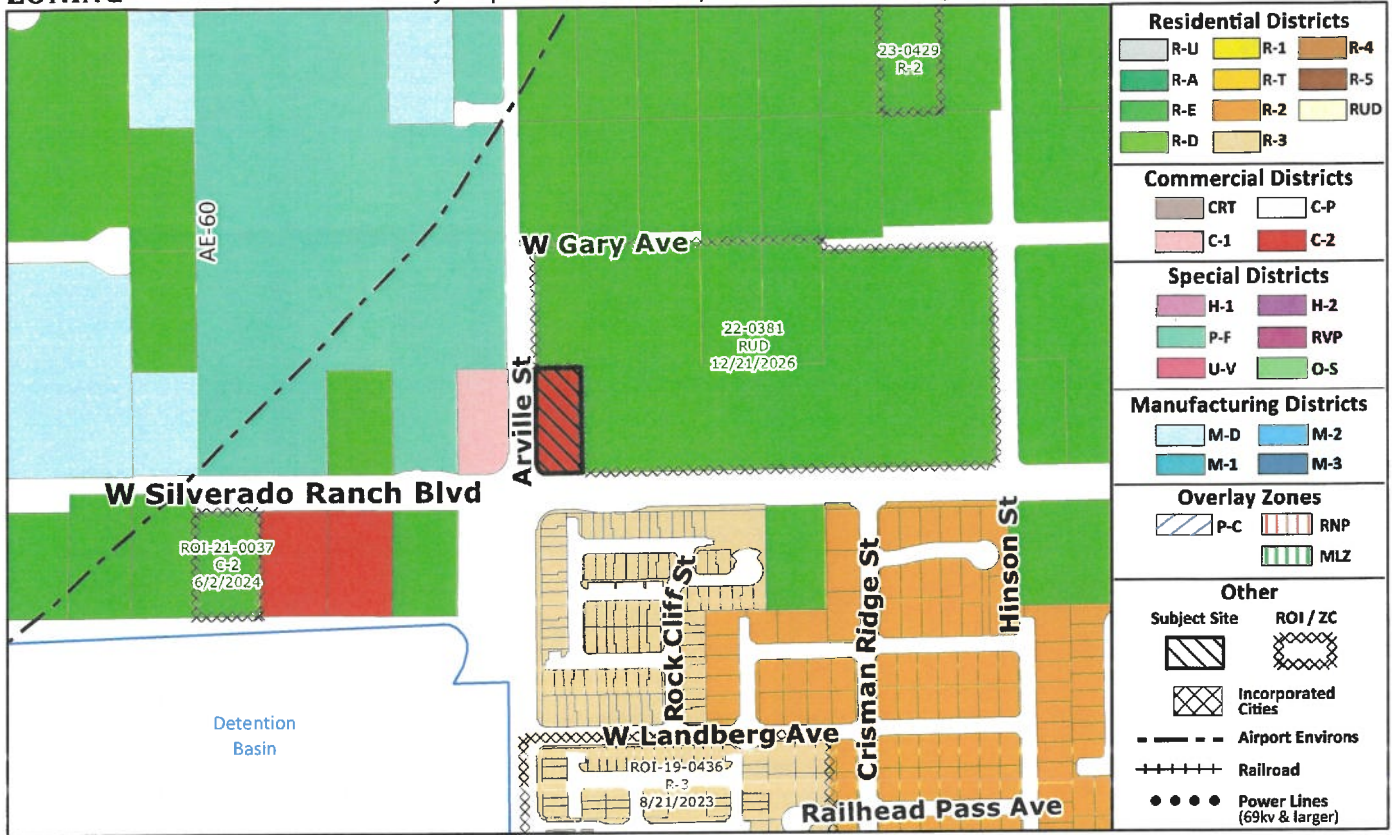 23-0429
R-2
AE-60
W Gary Ave
22-0381
RUD
12/21/2026
Arville St
W Silverado Ranch Blvd
ROI-21-0037
C-2
6/2/2024
Rock Cliff St
Crisman Ridge St
Hinson St
Detention
Basin
W Landberg Ave
ROI-19-0436
R-3
8/21/2023
Railhead Pass Ave
Residential Districts
R-U R-1 R-4
R-A R-T R-5
R-E R-2 RUD
R-D R-3
Commercial Districts
CRT C-P
C-1 C-2
Special Districts
H-1 H-2
P-F RVP
U-V O-S
Manufacturing Districts
M-D M-2
M-1 M-3
Overlay Zones
P-C RNP
MLZ
Other
Subject Site ROI / ZC
Incorporated
Cities
Airport Environs
Railroad
Power Lines
(69kv & larger)